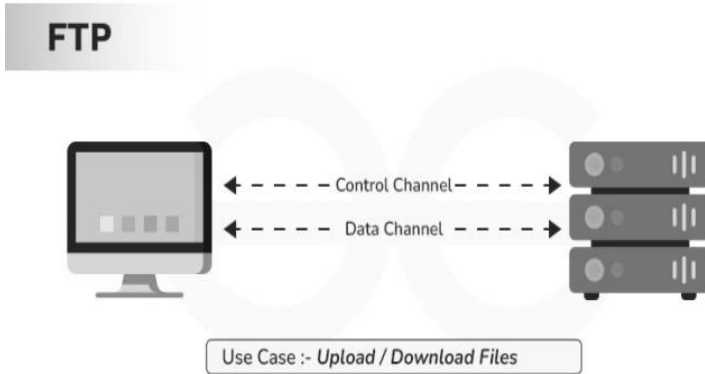 FTP
Control Channel
Data Channel
Use Case :- Upload / Download Files